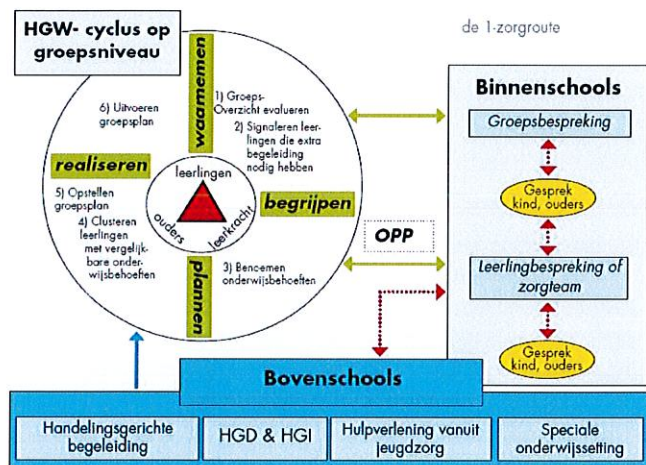 HGW- cyclus op
groepsniveau
de 1-zorgroute
waarnemen
1) Groeps-
Overzicht evalueren
2) Signaleren leer-
lingen die extra
begeleiding
nodig hebben
begrijpen
3) Benoemen
onderwijsbehoeften
plannen
4) Clusteren
leerlingen
met vergelijk-
bare onder-
wijsbehoeften
5) Opstellen
groepsplan
realiseren
6) Uitvoeren
groepsplan
leerlingen
ouders
leerkracht
OPP
Binnenschools
Groepsbespreking
Gesprek
kind, ouders
Leerlingbespreking of
zorgteam
Gesprek
kind, ouders
Bovenschools
Handelingsgerichte
begeleiding
HGD & HGI
Hulpverlening vanuit
jeugdzorg
Speciale
onderwijssetting